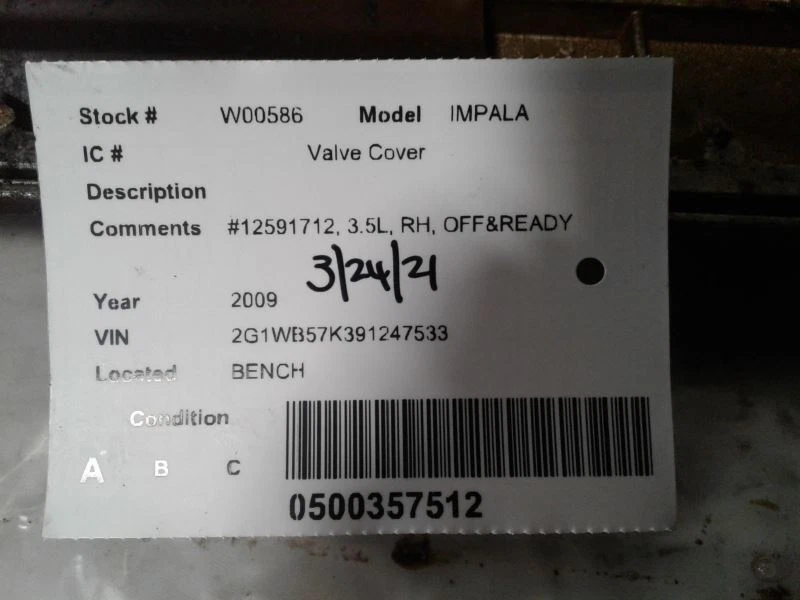 Stock # W00586 Model IMPALA
IC # Valve Cover
Description
Comments #12591712, 3.5L, RH, OFF&READY
3/24/21
Year 2009
VIN 2G1WB57K391247533
Located BENCH
Condition
A B C
0500357512